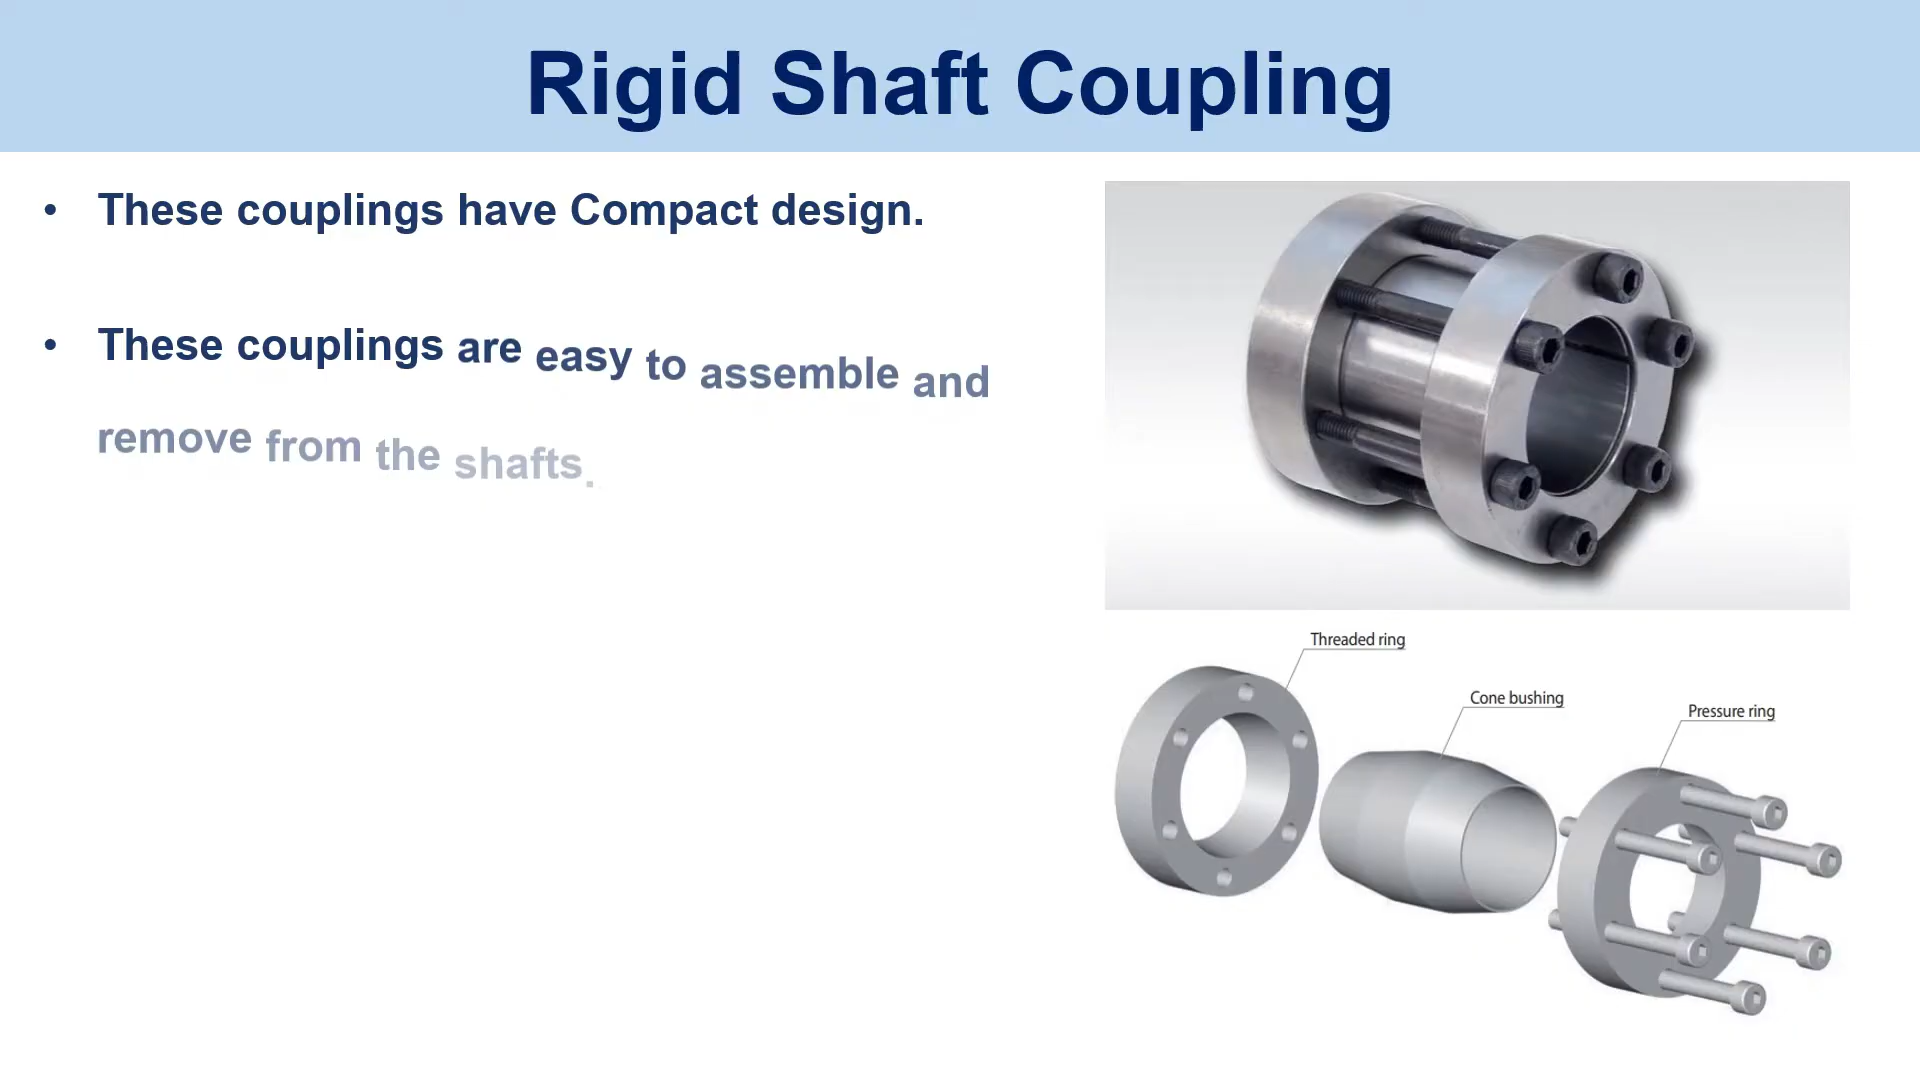 Rigid Shaft Coupling
• These couplings have Compact design.
• These couplings are easy to assemble and
remove from the shafts.
Threaded ring
Cone bushing
Pressure ring